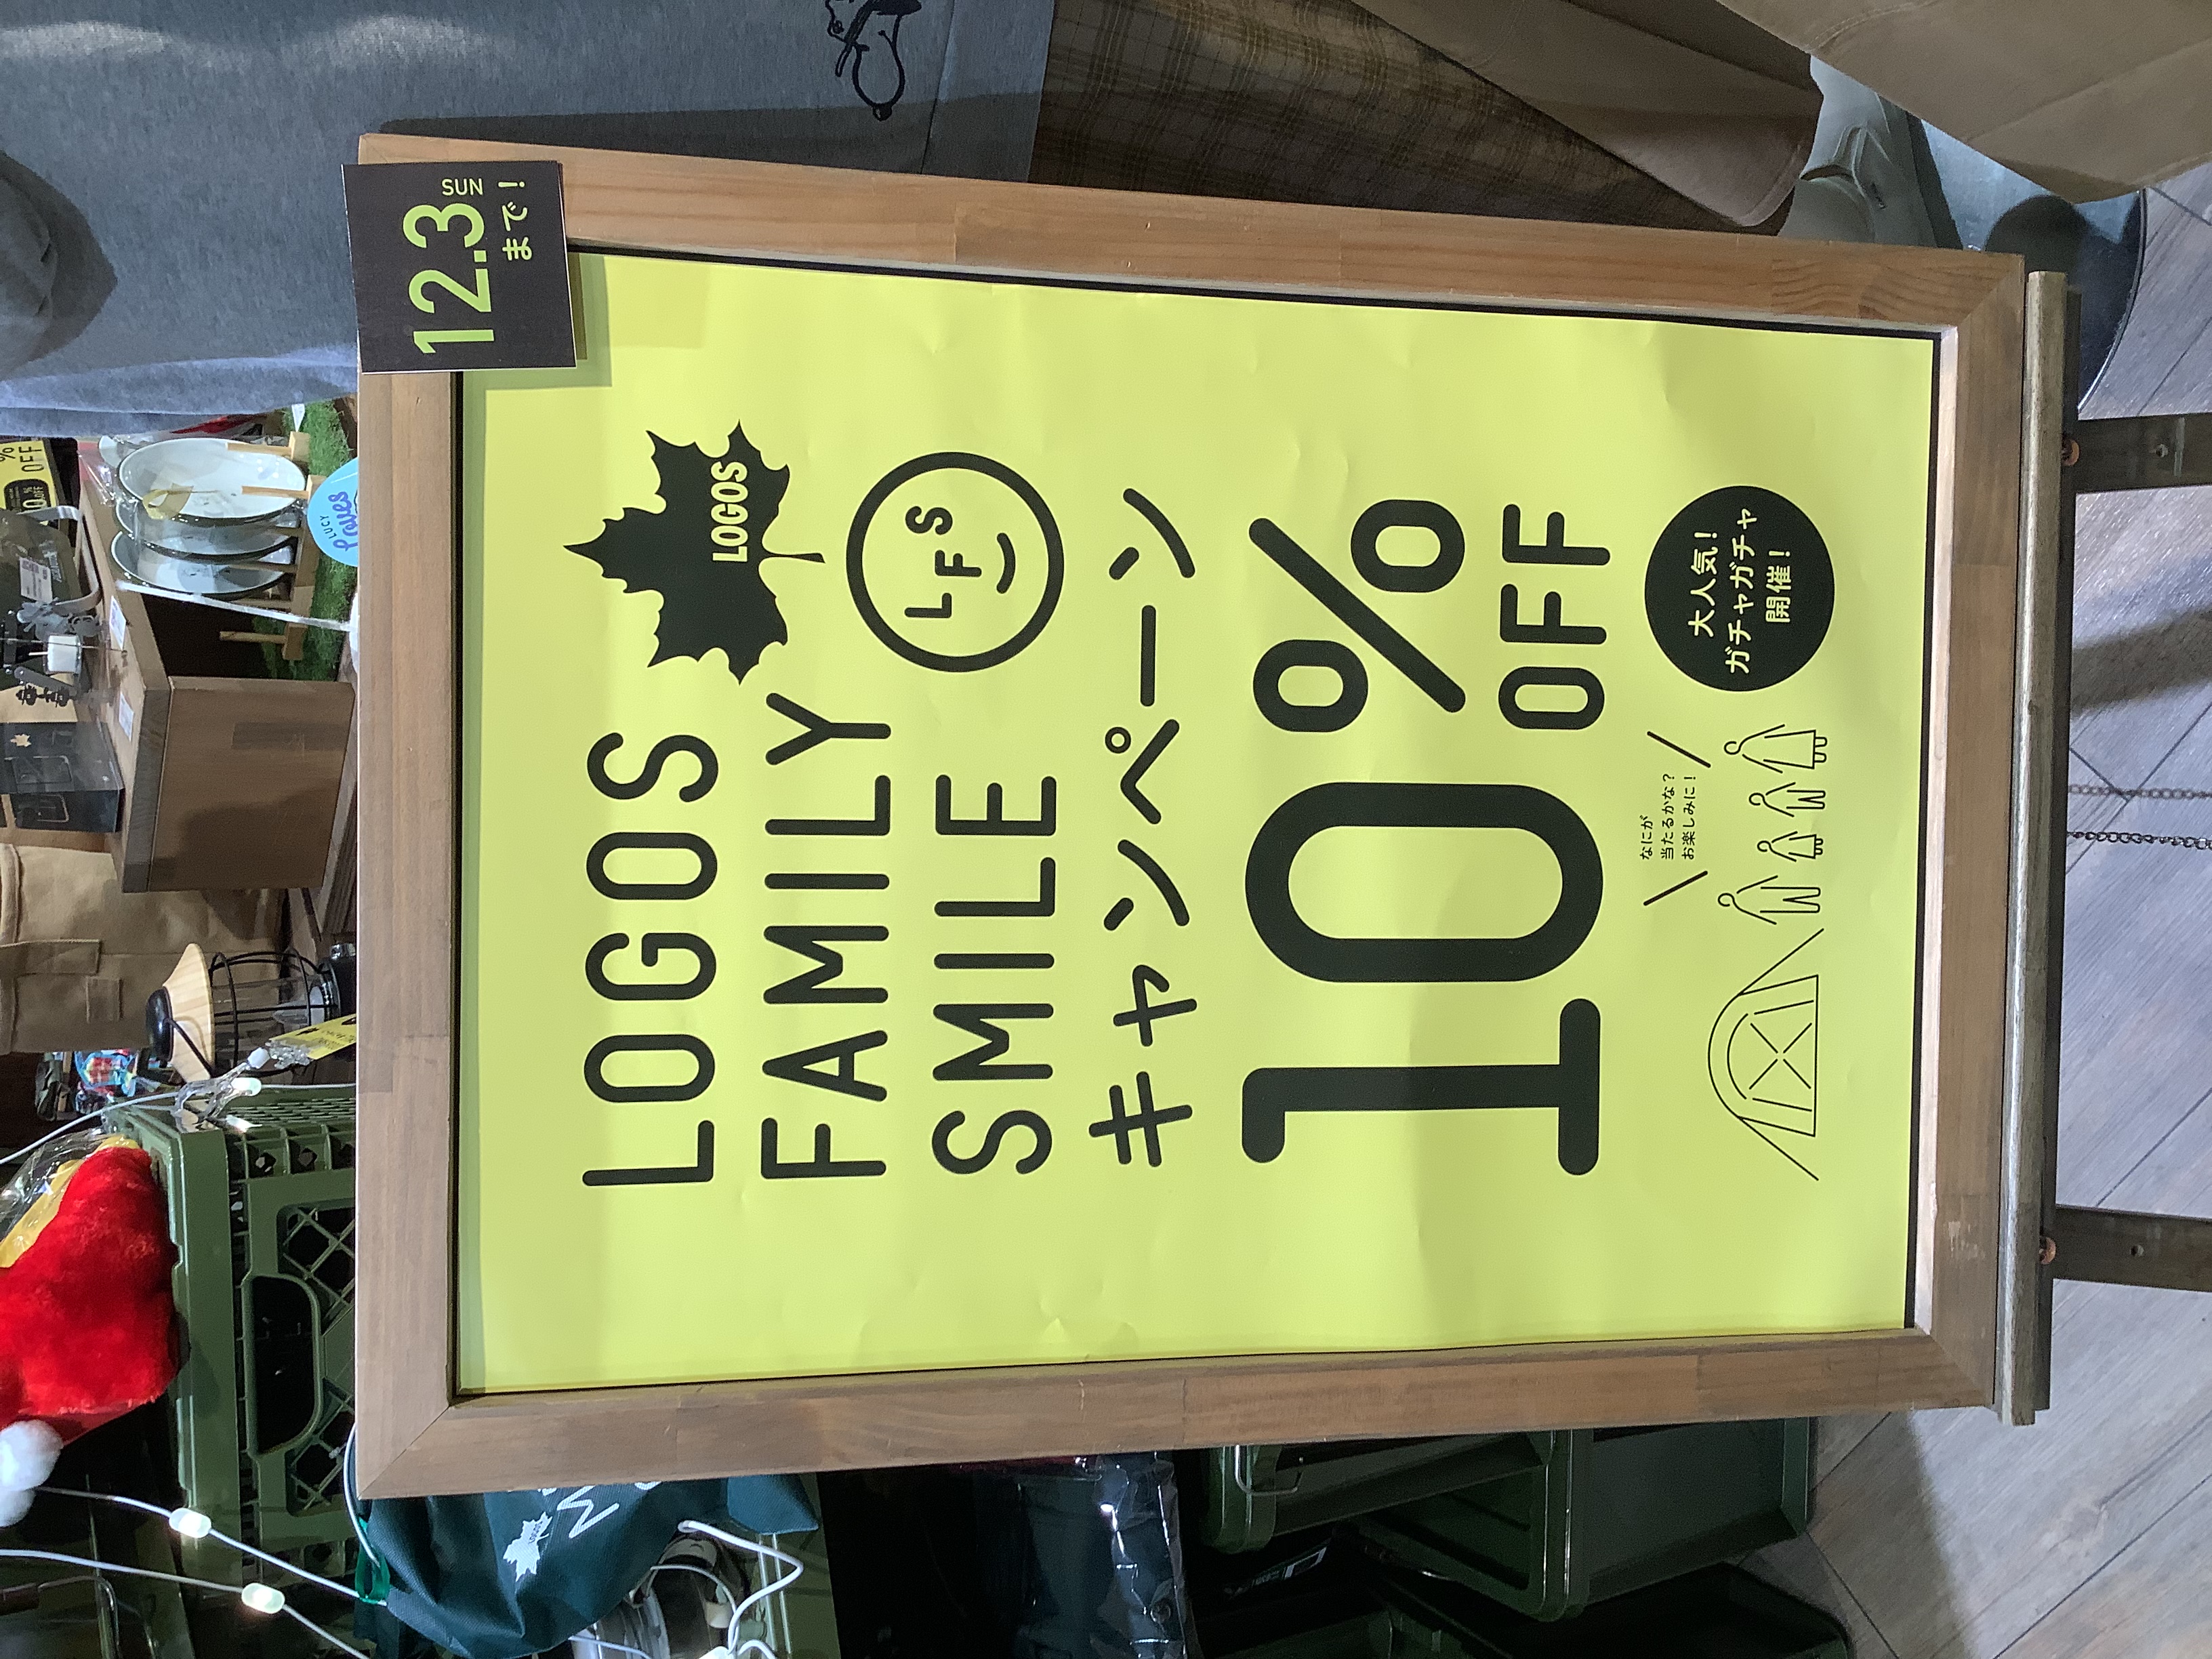 12.3
SUN
まで!
LOGOS
LOGOS
FAMILY
SMILE
L F S
キャンペーン
10%
OFF
なにが
当たるかな?
お楽しみに!
大人気!
ガチャガチャ
開催!
%
OFF
LUCY